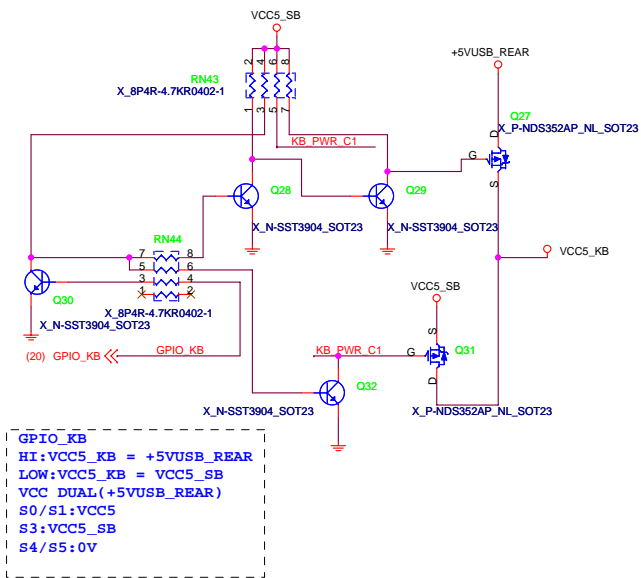 VCC5_SB
+5VUSB_REAR
2 4 6 8
RN43
X_8P4R-4.7KR0402-1
1 3 5 7
KB_PWR_C1
Q27
X_P-NDS352AP_NL_SOT23
D
G
S
Q28
Q29
X_N-SST3904_SOT23
X_N-SST3904_SOT23
RN44
7 8
5 6
3 4
1 2
VCC5_KB
Q30
X_8P4R-4.7KR0402-1
X_N-SST3904_SOT23
(20) GPIO_KB
GPIO_KB
VCC5_SB
S
KB_PWR_C1
G
Q31
D
Q32
X_N-SST3904_SOT23
X_P-NDS352AP_NL_SOT23
GPIO_KB
HI:VCC5_KB = +5VUSB_REAR
LOW:VCC5_KB = VCC5_SB
VCC DUAL(+5VUSB_REAR)
S0/S1:VCC5
S3:VCC5_SB
S4/S5:0V